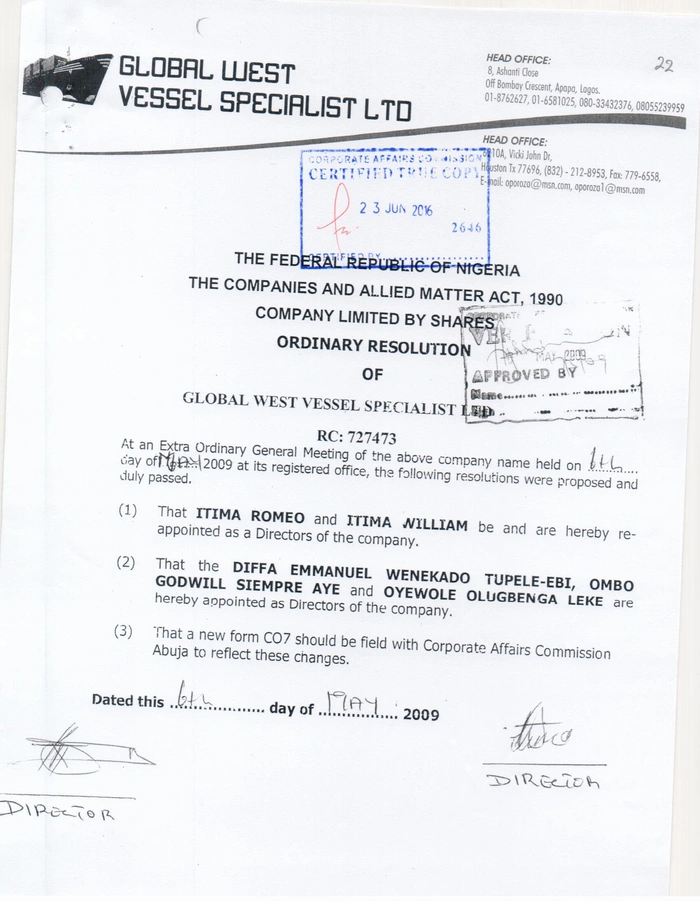 GLOBAL WEST
VESSEL SPECIALIST LTD
HEAD OFFICE:
8, Ashanti Close
Off Bombay Crescent, Apapa, Lagos.
01-8762627, 01-6581025, 080-33432376, 08055239959
22
HEAD OFFICE:
10A, Vicki John Dr,
Houston Tx 77696, (832) - 212-8953, Fax: 779-6558,
E-mail: oporoza@msn.com, oporoza1@msn.com
CORPORATE AFFAIRS COMMISSION
CERTIFIED TRUE COPY
23 JUN 2016
2646
CERTIFIED BY
THE FEDERAL REPUBLIC OF NIGERIA
THE COMPANIES AND ALLIED MATTER ACT, 1990
COMPANY LIMITED BY SHARES
ORDINARY RESOLUTION
OF
GLOBAL WEST VESSEL SPECIALIST LTD
CORPORATE
MAY 2009
APPROVED BY
Name
RC: 727473
At an Extra Ordinary General Meeting of the above company name held on 6th....
day of MAY 2009 at its registered office, the following resolutions were proposed and
duly passed.
(1) That ITIMA ROMEO and ITIMA WILLIAM be and are hereby re-
appointed as a Directors of the company.
(2) That the DIFFA EMMANUEL WENEKADO TUPELE-EBI, OMBO
GODWILL SIEMPRE AYE and OYEWOLE OLUGBENGA LEKE are
hereby appointed as Directors of the company.
(3) That a new form CO7 should be field with Corporate Affairs Commission
Abuja to reflect these changes.
Dated this 6th day of MAY 2009
DIRECTOR
DIRECTOR